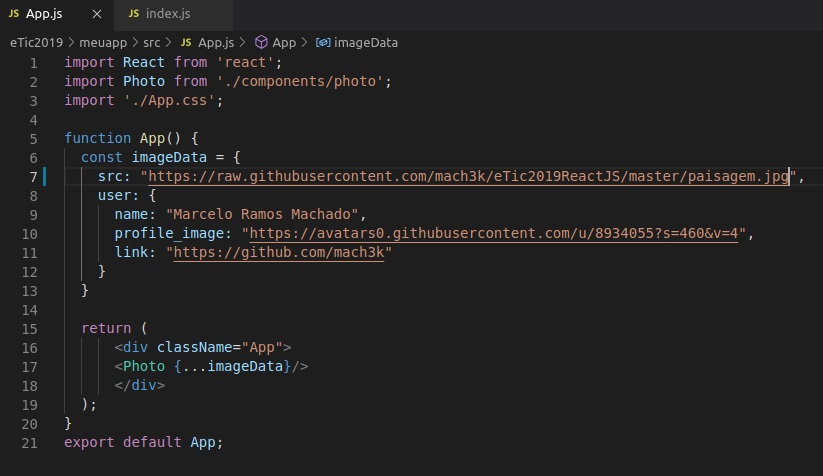 JS App.js × JS index.js
eTic2019 > meuapp > src > JS App.js > App > imageData
1 import React from 'react';
2 import Photo from './components/photo';
3 import './App.css';
4
5 function App() {
6 const imageData = {
7 src: "https://raw.githubusercontent.com/mach3k/eTic2019ReactJS/master/paisagem.jpg",
8 user: {
9 name: "Marcelo Ramos Machado",
10 profile_image: "https://avatars0.githubusercontent.com/u/8934055?s=460&v=4",
11 link: "https://github.com/mach3k"
12 }
13 }
14
15 return (
16 <div className="App">
17 <Photo {...imageData}/>
18 </div>
19 );
20 }
21 export default App;